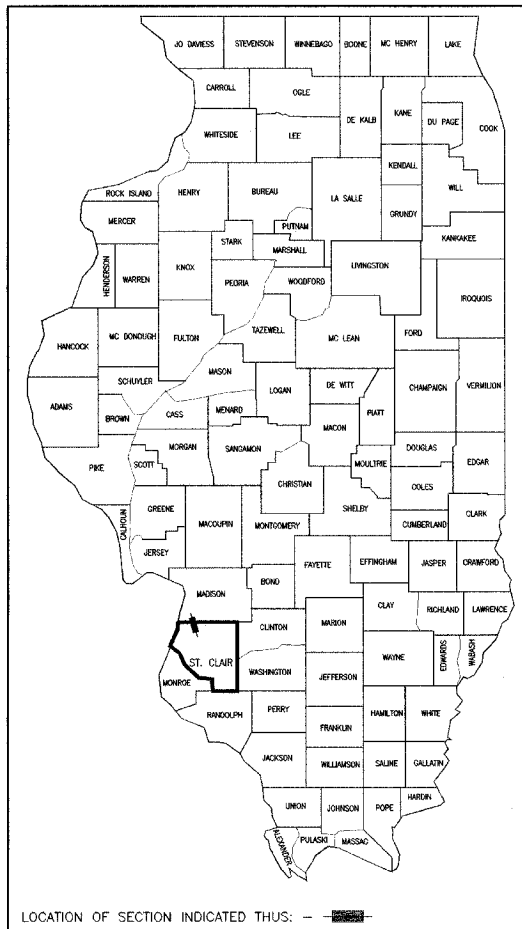 JO DAVIESS STEVENSON WINNEBAGO BOONE MC HENRY LAKE
CARROLL OGLE DE KALB KANE DU PAGE COOK
WHITESIDE LEE KENDALL WILL
ROCK ISLAND HENRY BUREAU LA SALLE GRUNDY
MERCER PUTNAM KANKAKEE
HENDERSON WARREN KNOX STARK MARSHALL LIVINGSTON
PEORIA WOODFORD IROQUOIS
HANCOCK MC DONOUGH FULTON TAZEWELL MC LEAN FORD
SCHUYLER MASON
ADAMS BROWN CASS MENARD LOGAN DE WITT PIATT CHAMPAIGN VERMILION
MORGAN SANGAMON MACON
PIKE SCOTT CHRISTIAN MOULTRIE DOUGLAS EDGAR
COLES
CALHOUN GREENE MACOUPIN MONTGOMERY SHELBY CUMBERLAND CLARK
JERSEY
FAYETTE EFFINGHAM JASPER CRAWFORD
MADISON BOND
CLINTON MARION CLAY RICHLAND LAWRENCE
ST. CLAIR WASHINGTON JEFFERSON WAYNE EDWARDS WABASH
MONROE
RANDOLPH PERRY FRANKLIN HAMILTON WHITE
JACKSON WILLIAMSON SALINE GALLATIN
UNION JOHNSON POPE HARDIN
ALEXANDER PULASKI MASSAC
LOCATION OF SECTION INDICATED THUS: - -